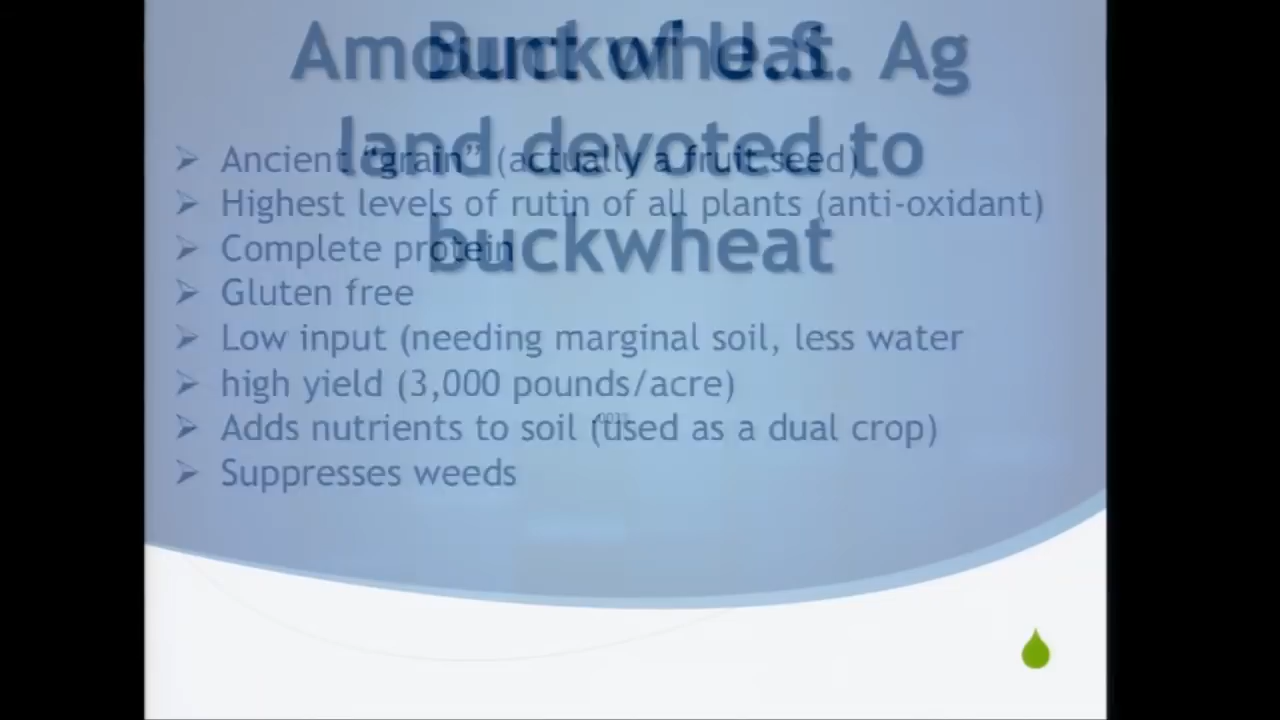 Buckwheat
Amount of U.S. Ag
land devoted to
buckwheat
Ancient “grain” (actually a fruit seed)
Highest levels of rutin of all plants (anti-oxidant)
Complete protein
Gluten free
Low input (needing marginal soil, less water
high yield (3,000 pounds/acre)
Adds nutrients to soil (used as a dual crop)
Suppresses weeds